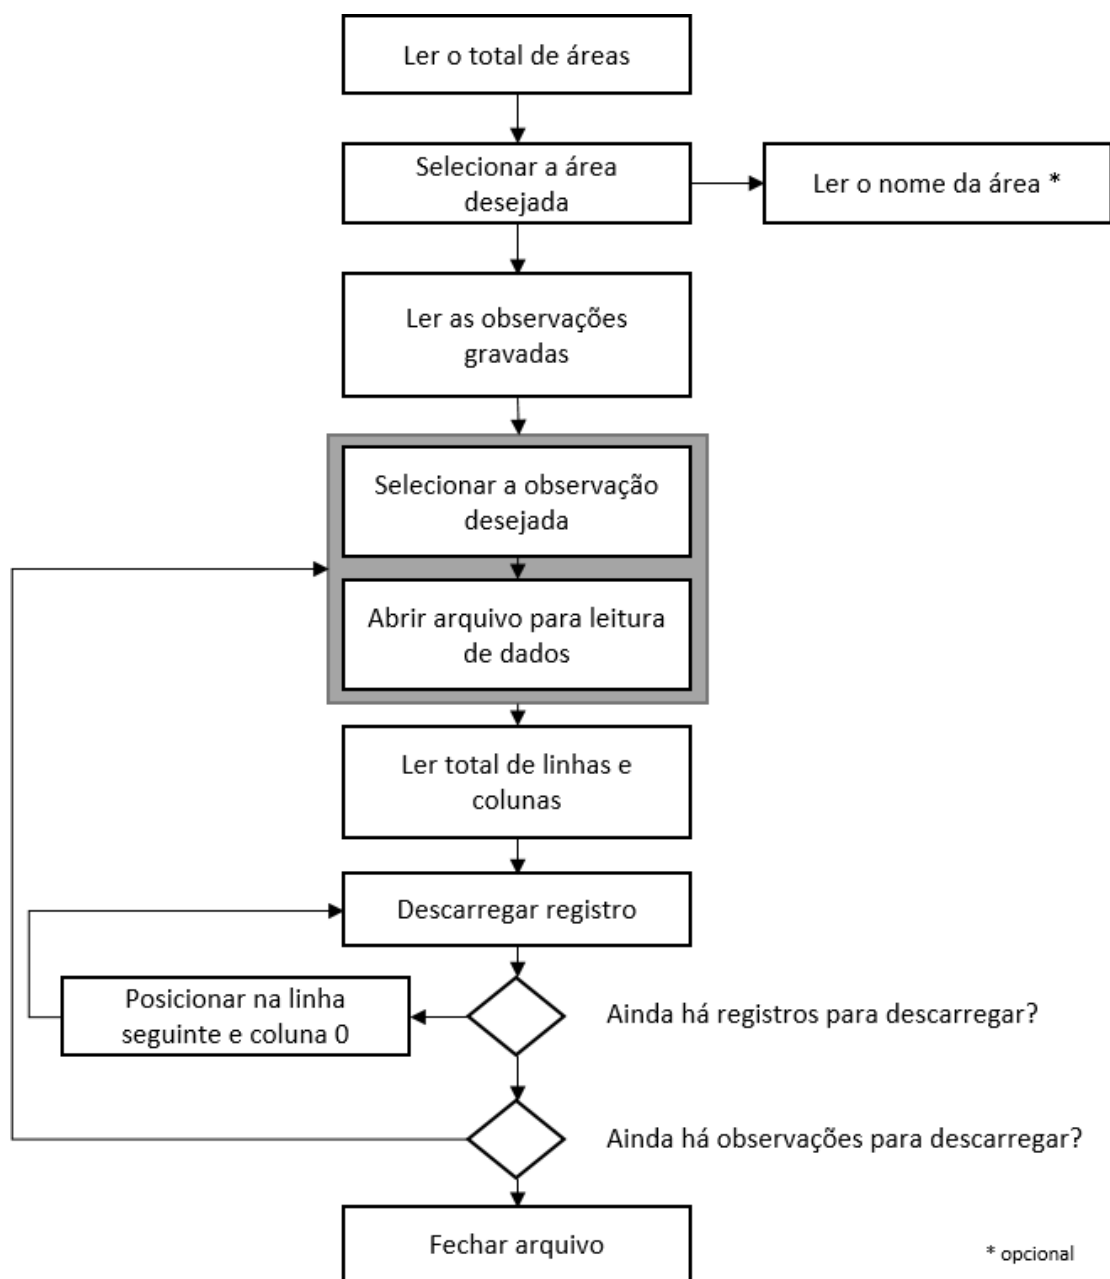 Ler o total de áreas
Selecionar a área
desejada
Ler o nome da área *
Ler as observações
gravadas
Selecionar a observação
desejada
Abrir arquivo para leitura
de dados
Ler total de linhas e
colunas
Descarregar registro
Posicionar na linha
seguinte e coluna 0
Ainda há registros para descarregar?
Ainda há observações para descarregar?
Fechar arquivo
* opcional